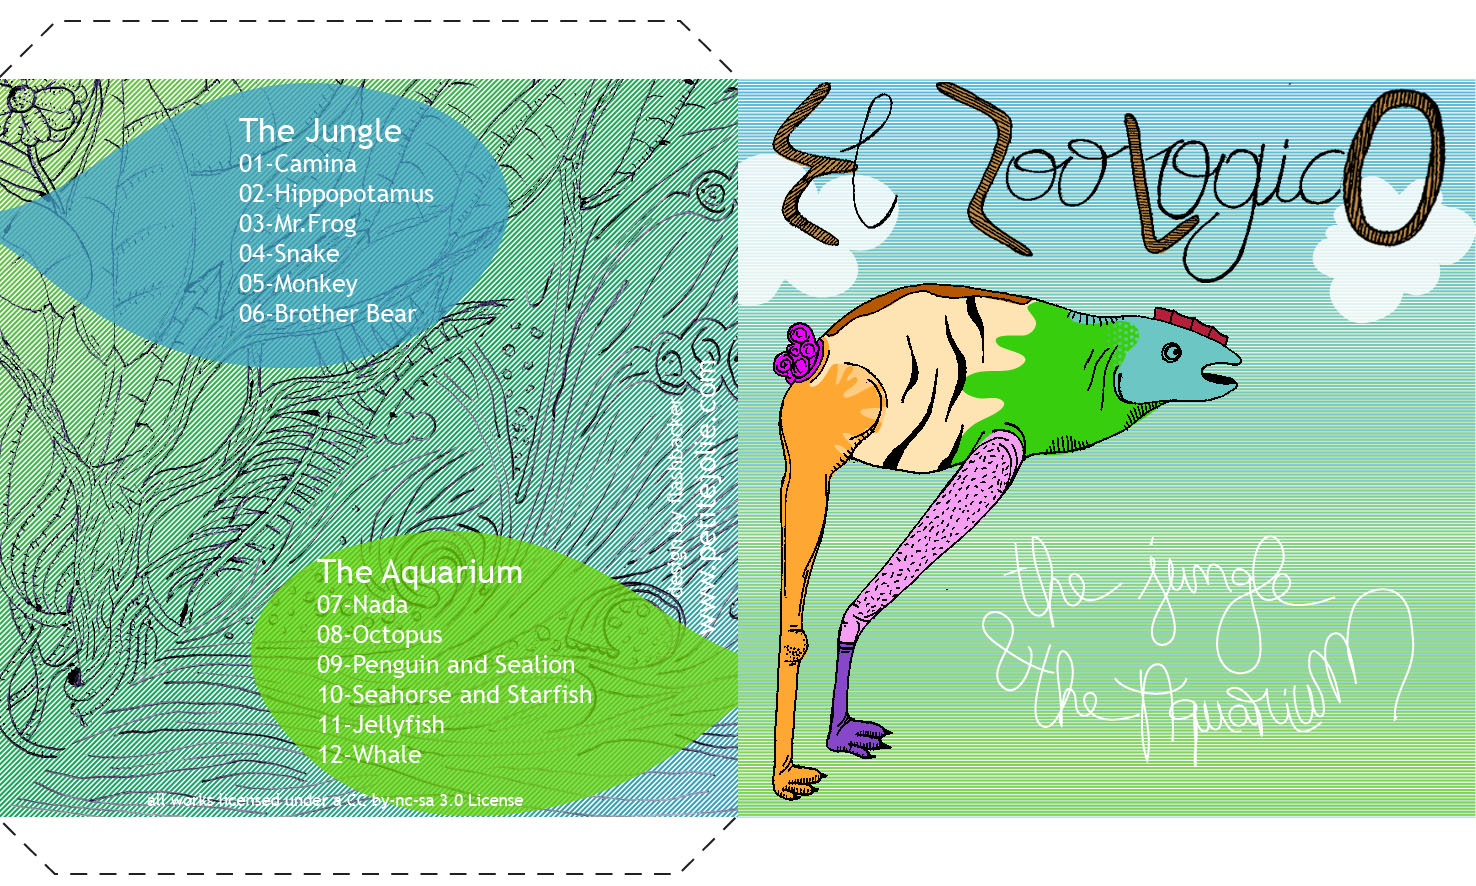 The Jungle
01-Camina
02-Hippopotamus
03-Mr.Frog
04-Snake
05-Monkey
06-Brother Bear
The Aquarium
07-Nada
08-Octopus
09-Penguin and Sealion
10-Seahorse and Starfish
11-Jellyfish
12-Whale
all works licensed under a CC by-nc-sa 3.0 License
design by flashbacker
www.petitejolie.com
El ZooLogicO
the jungle
& the Aquarium